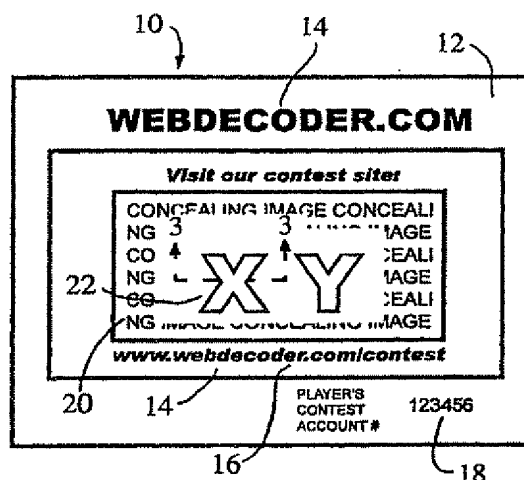 10
14
12
WEBDECODER.COM
Visit our contest site:
CONCEALING IMAGE CONCEALI
NG 3 3 IMAGE
CO CEALI
NG IMAGE
22 X Y
CO CEALI
NG IMAGE CONCEALING IMAGE
www.webdecoder.com/contest
20 14 16
PLAYER'S
CONTEST
ACCOUNT #
123456
18